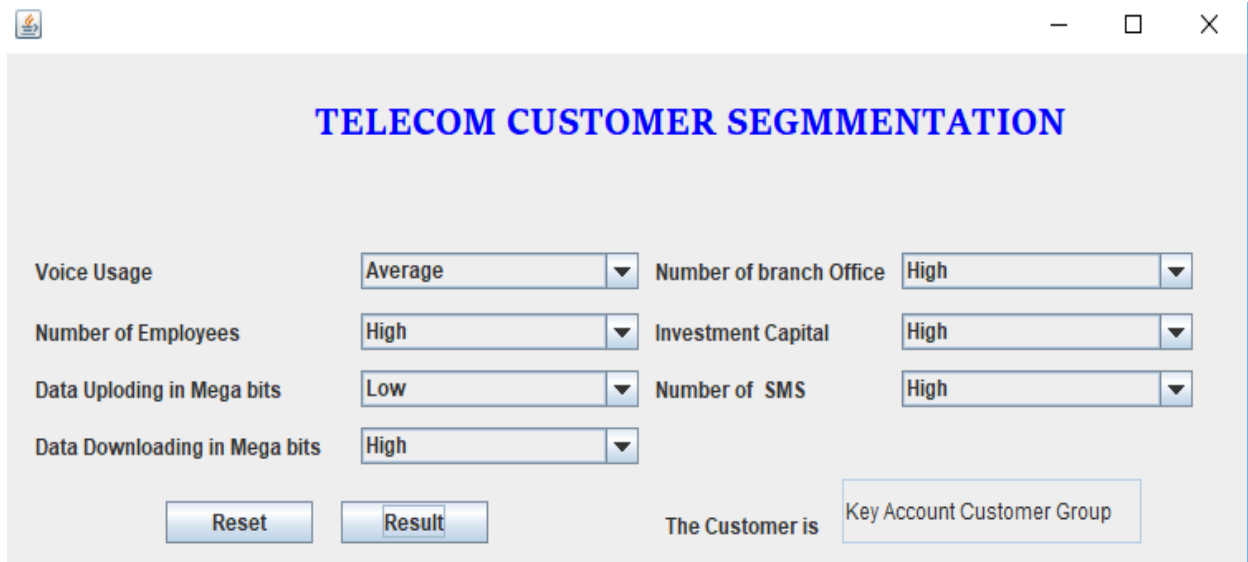 TELECOM CUSTOMER SEGMMENTATION
Voice Usage Average Number of branch Office High
Number of Employees High Investment Capital High
Data Uploding in Mega bits Low Number of SMS High
Data Downloading in Mega bits High
Reset Result The Customer is Key Account Customer Group